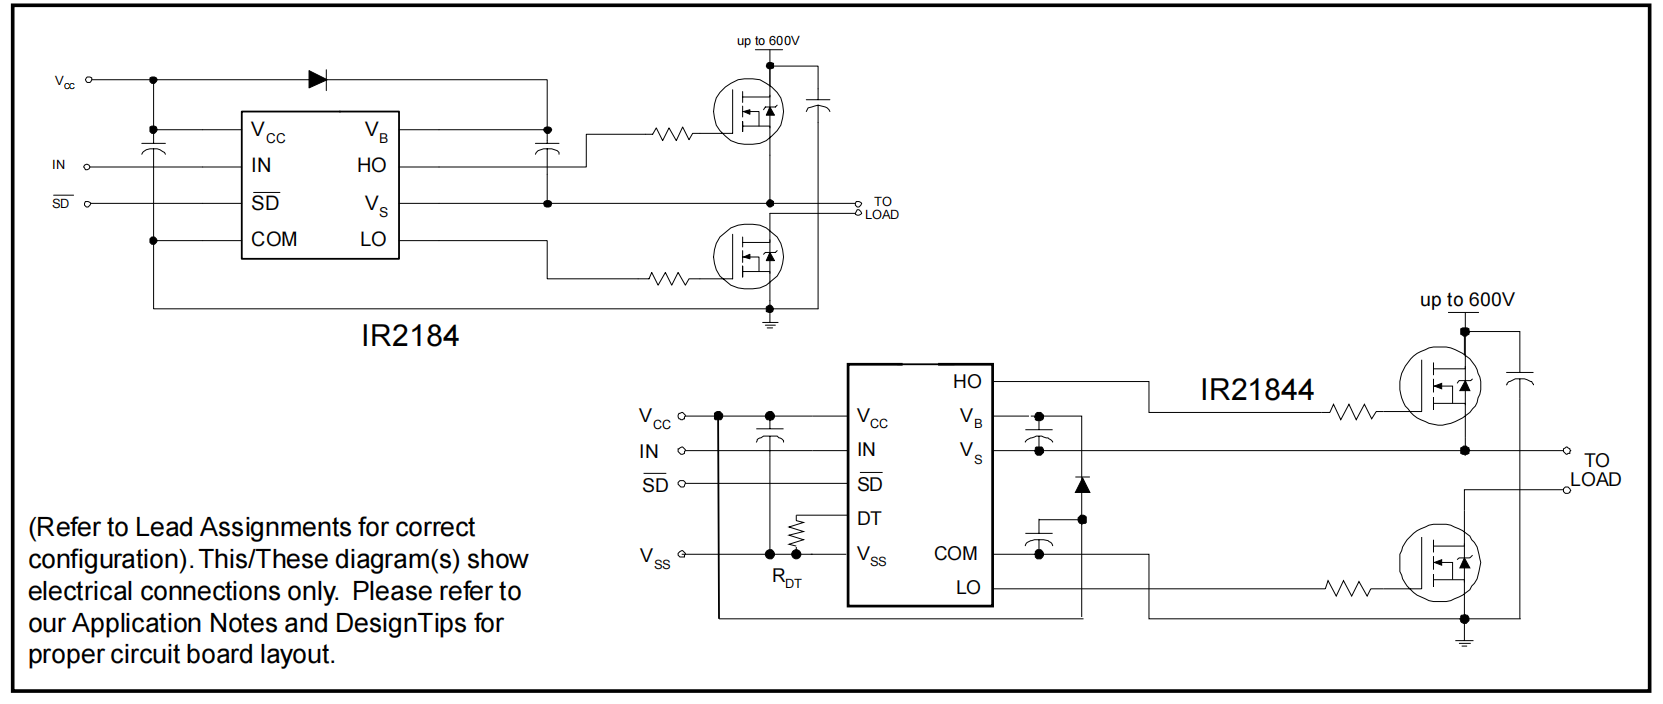 up to 600V
Vcc
IN
SD
VCC
IN
SD
COM
VB
HO
VS
LO
TO
LOAD
IR2184
up to 600V
IR21844
VCC
IN
SD
VSS
RDT
VCC
IN
SD
DT
VSS
HO
VB
VS
COM
LO
TO
LOAD
(Refer to Lead Assignments for correct
configuration). This/These diagram(s) show
electrical connections only. Please refer to
our Application Notes and DesignTips for
proper circuit board layout.